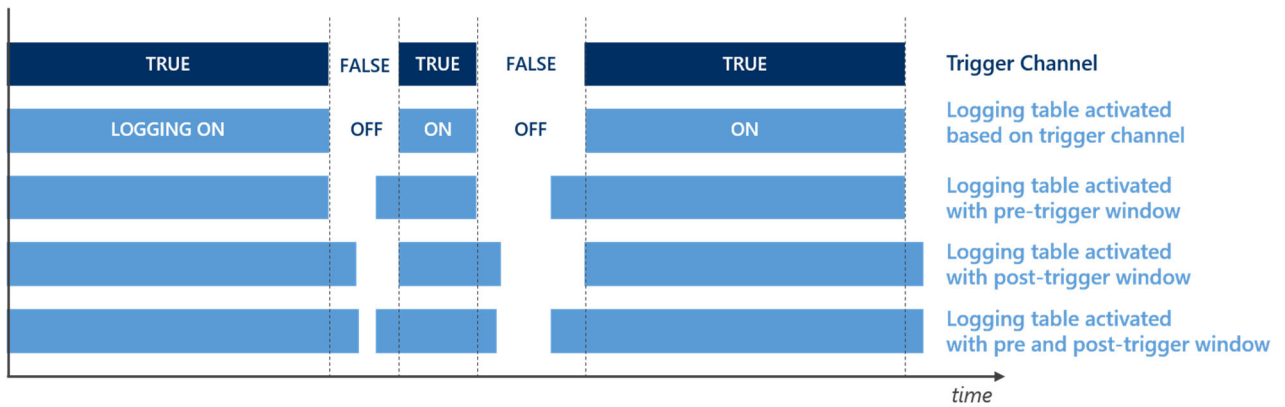 TRUE FALSE TRUE FALSE TRUE Trigger Channel
LOGGING ON OFF ON OFF ON Logging table activated
based on trigger channel
Logging table activated
with pre-trigger window
Logging table activated
with post-trigger window
Logging table activated
with pre and post-trigger window
time